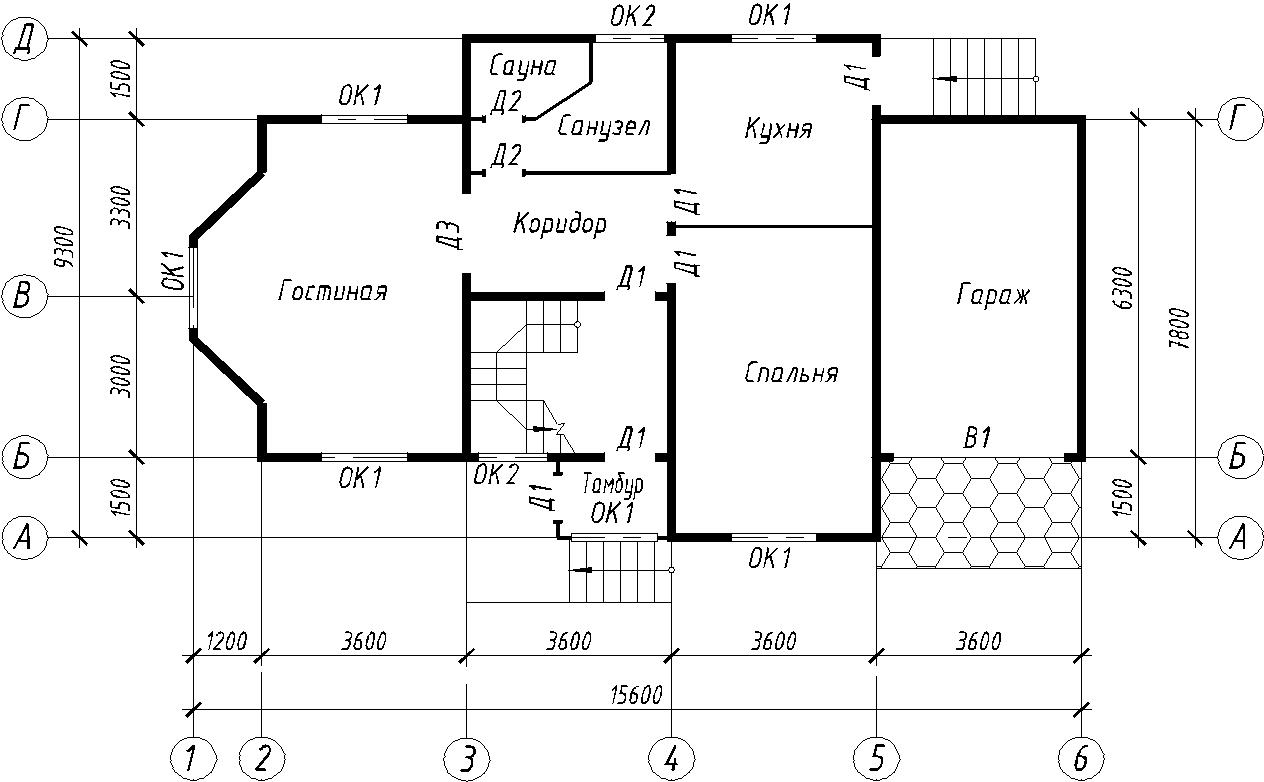 ОК2
ОК1
Д
Сауна
Д1
1500
ОК1
Д2
Г
Санузел
Кухня
Г
Д2
3300
Д1
9300
Коридор
Д3
ОК1
Д1
Д1
В
Гостиная
Гараж
6300
7800
3000
Спальня
Д1
В1
Б
Б
ОК1
ОК2
Тамбур
1500
Д1
1500
ОК1
А
А
ОК1
1200
3600
3600
3600
3600
15600
1
2
3
4
5
6